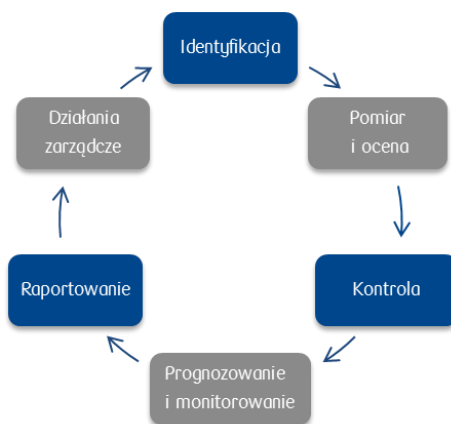 Identyfikacja
Pomiar
i ocena
Kontrola
Prognozowanie
i monitorowanie
Raportowanie
Działania
zarządcze